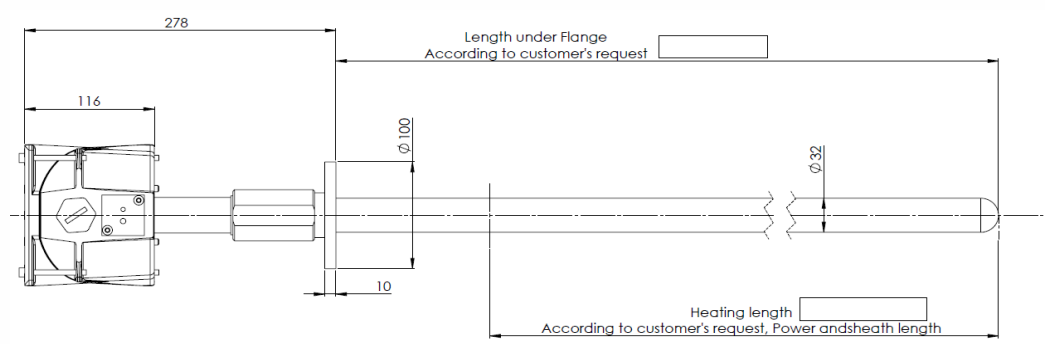 278
Length under Flange
According to customer's request
116
Ø100
Ø32
10
Heating length
According to customer's request, Power andsheath length